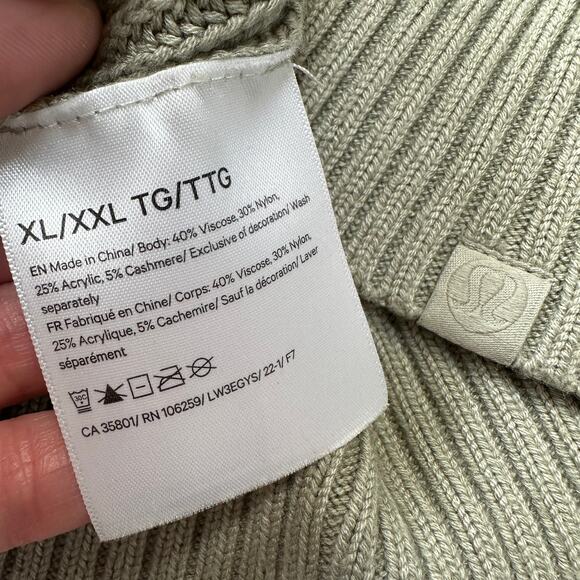 XL/XXL TG/TTG
EN Made in China/ Body: 40% Viscose, 30% Nylon,
25% Acrylic, 5% Cashmere/ Exclusive of decoration/ Wash
separately
FR Fabriqué en Chine/ Corps: 40% Viscose, 30% Nylon,
25% Acrylique, 5% Cachemire/ Sauf la décoration/ Laver
séparément
30C
CA 35801/ RN 106259/ LW3EGYS/ 22-1/ F7